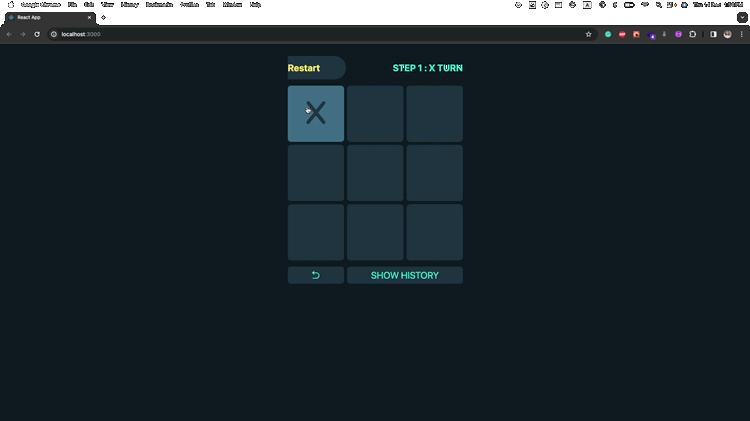 Google Chrome File Edit View History Bookmarks Profiles Tab Window Help
React App
localhost:3000
Restart
STEP 1 : X TURN
X
SHOW HISTORY